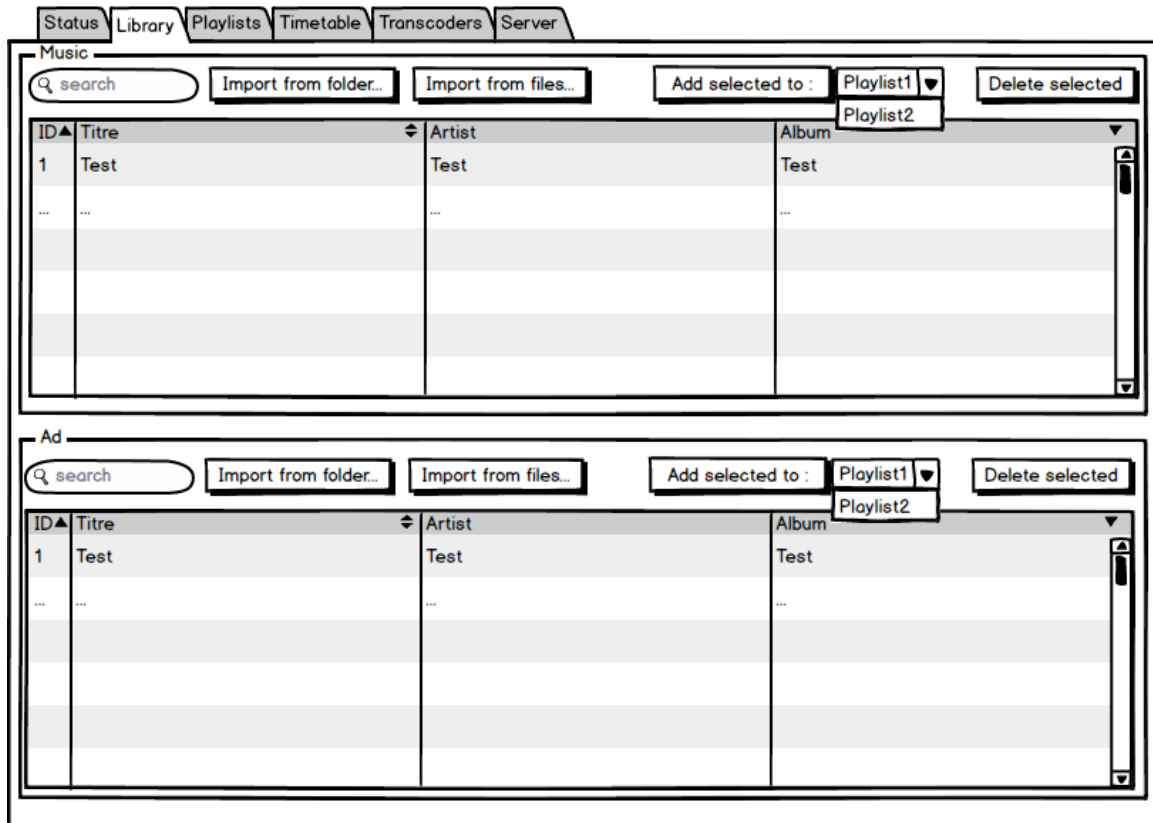 Status Library Playlists Timetable Transcoders Server
Music
search Import from folder... Import from files... Add selected to : Playlist1 Delete selected
Playlist2
ID Titre Artist Album
1 Test Test Test
... ... ... ...
Ad
search Import from folder... Import from files... Add selected to : Playlist1 Delete selected
Playlist2
ID Titre Artist Album
1 Test Test Test
... ... ... ...